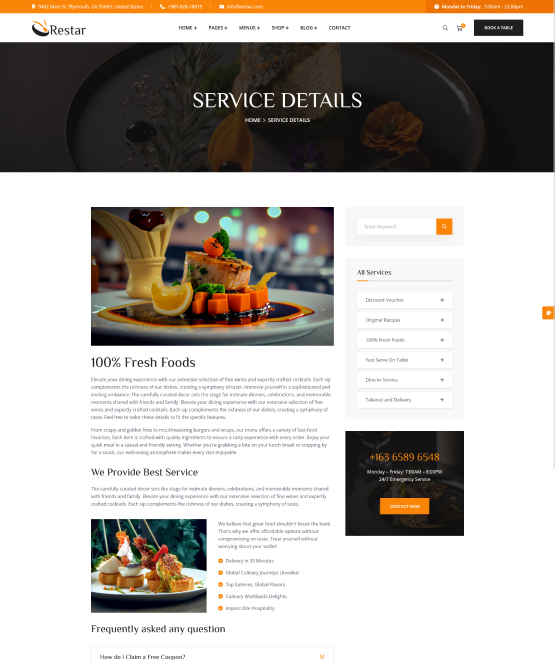 9402 Main St, Plymouth, CA 95669, United States
+987-628-10015
info@restar.com
Monday to Friday: 9.00am - 22:00pm
Restar
HOME +
PAGES +
MENUS +
SHOP +
BLOG +
CONTACT
0
BOOK A TABLE
SERVICE DETAILS
HOME > SERVICE DETAILS
Enter Keyword
All Services
Discount Voucher
Original Recipes
100% Fresh Foods
Fast Serve On Table
Dine-In Service
Takeout and Delivery
+163 6589 6548
Monday – Friday: 7:00AM – 8:00PM
24/7 Emergency Service
CONTACT NOW
100% Fresh Foods
Elevate your dining experience with our extensive selection of fine wines and expertly crafted cocktails. Each sip
complements the richness of our dishes, creating a symphony of taste. Immerse yourself in a sophisticated and
inviting ambiance. The carefully curated decor sets the stage for intimate dinners, celebrations, and memorable
moments shared with friends and family. Elevate your dining experience with our extensive selection of fine
wines and expertly crafted cocktails. Each sip complements the richness of our dishes, creating a symphony of
taste. Feel free to tailor these details to fit the specific features.
From crispy and golden fries to mouthwatering burgers and wraps, our menu offers a variety of fast-food
favorites. Each item is crafted with quality ingredients to ensure a tasty experience with every order. Enjoy your
quick meal in a casual and friendly setting. Whether you're grabbing a bite on your lunch break or stopping by
for a snack, our welcoming atmosphere makes every visit enjoyable.
We Provide Best Service
The carefully curated decor sets the stage for intimate dinners, celebrations, and memorable moments shared
with friends and family. Elevate your dining experience with our extensive selection of fine wines and expertly
crafted cocktails. Each sip complements the richness of our dishes, creating a symphony of taste.
We believe that great food shouldn't break the bank.
That's why we offer affordable options without
compromising on taste. Treat yourself without
worrying about your wallet!
Delivery In 30 Minutes
Global Culinary Journeys Unveiled.
Top Eateries, Global Flavors.
Culinary Worldwide Delights.
Impeccable Hospitality
Frequently asked any question
How do I Claim a Free Coupon?